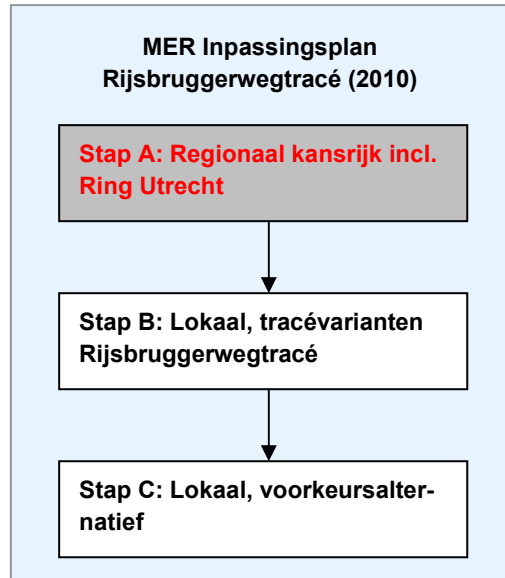 MER Inpassingsplan
Rijsbruggerwegtracé (2010)
Stap A: Regionaal kansrijk incl.
Ring Utrecht
Stap B: Lokaal, tracévarianten
Rijsbruggerwegtracé
Stap C: Lokaal, voorkeursalter-
natief